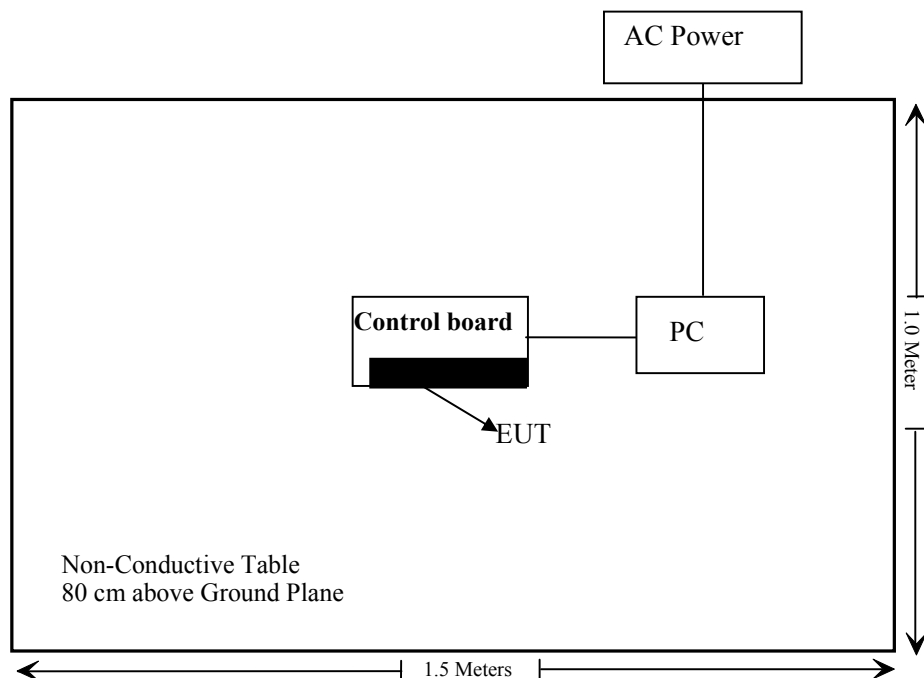 AC Power
Control board
PC
EUT
1.0 Meter
Non-Conductive Table
80 cm above Ground Plane
1.5 Meters